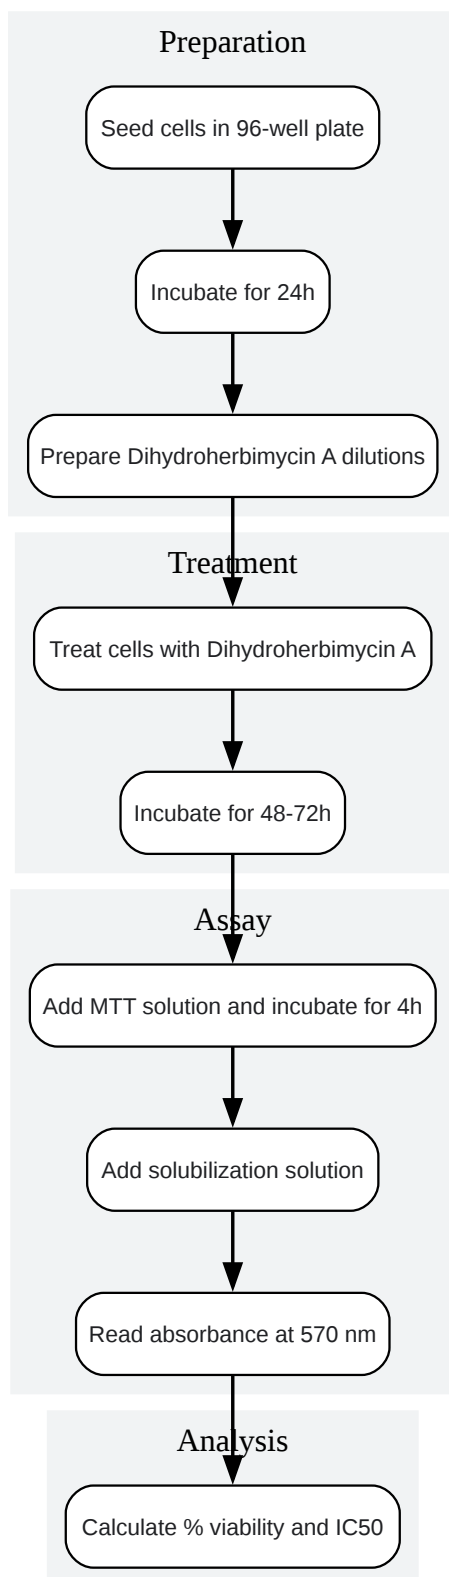 Preparation
Seed cells in 96-well plate
Incubate for 24h
Prepare Dihydroherbimycin A dilutions
Treatment
Treat cells with Dihydroherbimycin A
Incubate for 48-72h
Assay
Add MTT solution and incubate for 4h
Add solubilization solution
Read absorbance at 570 nm
Analysis
Calculate % viability and IC50